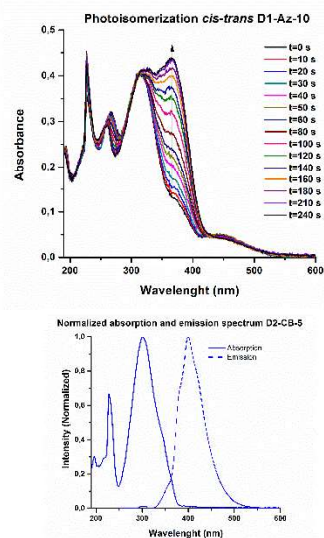 Photoisomerization cis-trans D1-Az-10
0,5
0,4
0,3
0,2
0,1
0,0
Absorbance
t=0 s
t=10 s
t=20 s
t=30 s
t=40 s
t=50 s
t=60 s
t=80 s
t=100 s
t=120 s
t=140 s
t=160 s
t=180 s
t=210 s
t=240 s
200 300 400 500 600
Wavelenght (nm)
Normalized absorption and emission spectrum D2-CB-5
1,0
0,8
0,6
0,4
0,2
0,0
Intensity (Normalized)
Absorption
Emission
200 300 400 500 600
Wavelenght (nm)